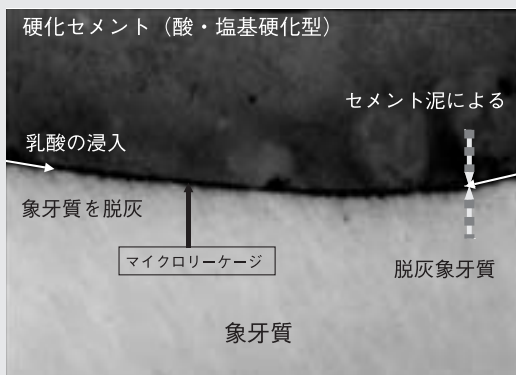 硬化セメント（酸・塩基硬化型）
セメント泥による
乳酸の浸入
象牙質を脱灰
マイクロリーケージ
脱灰象牙質
象牙質